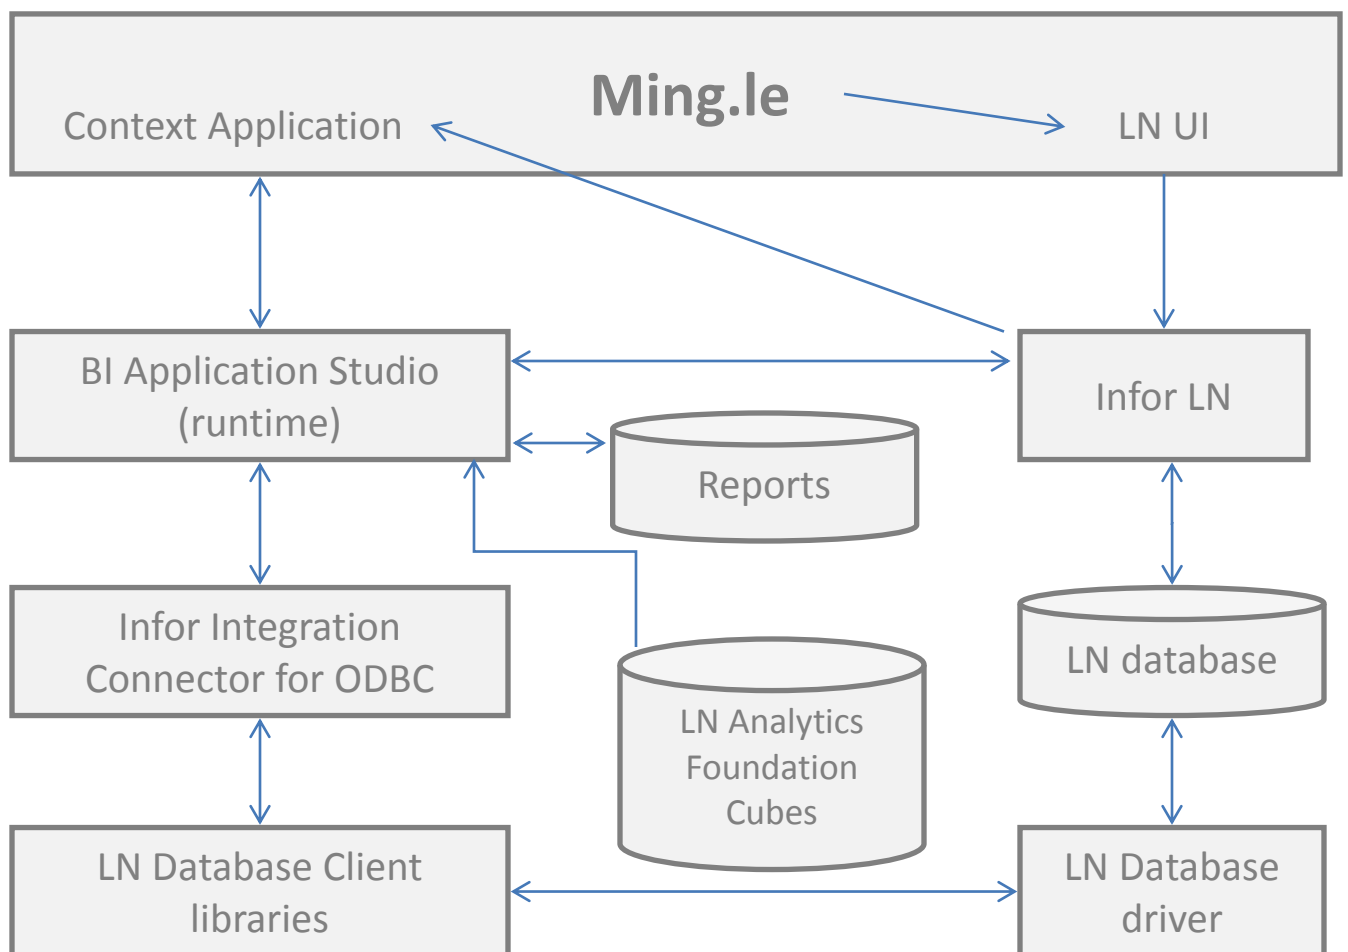 Ming.le
Context Application
LN UI
BI Application Studio
(runtime)
Infor LN
Reports
Infor Integration
Connector for ODBC
LN database
LN Analytics
Foundation
Cubes
LN Database Client
libraries
LN Database
driver